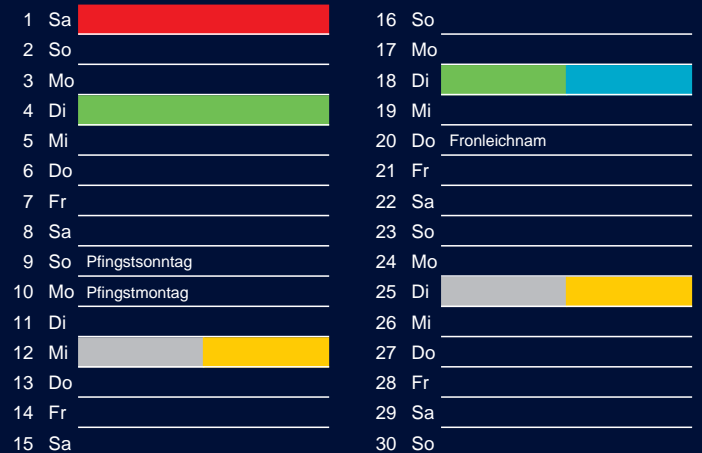 1 Sa
2 So
3 Mo
4 Di
5 Mi
6 Do
7 Fr
8 Sa
9 So Pfingstsonntag
10 Mo Pfingstmontag
11 Di
12 Mi
13 Do
14 Fr
15 Sa
16 So
17 Mo
18 Di
19 Mi
20 Do Fronleichnam
21 Fr
22 Sa
23 So
24 Mo
25 Di
26 Mi
27 Do
28 Fr
29 Sa
30 So